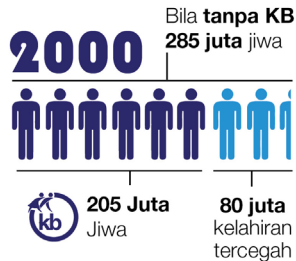 Bila tanpa KB
2000
285 juta jiwa
kb
205 Juta
Jiwa
80 juta
kelahiran
tercegah